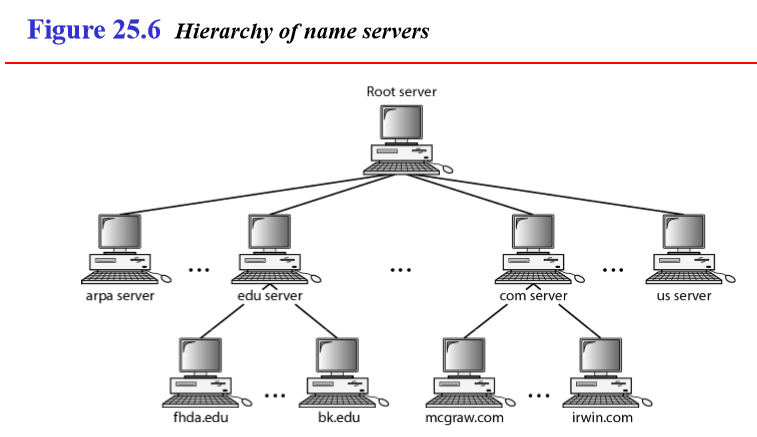 Figure 25.6 Hierarchy of name servers
Root server
arpa server
edu server
com server
us server
fhda.edu
bk.edu
mcgraw.com
irwin.com